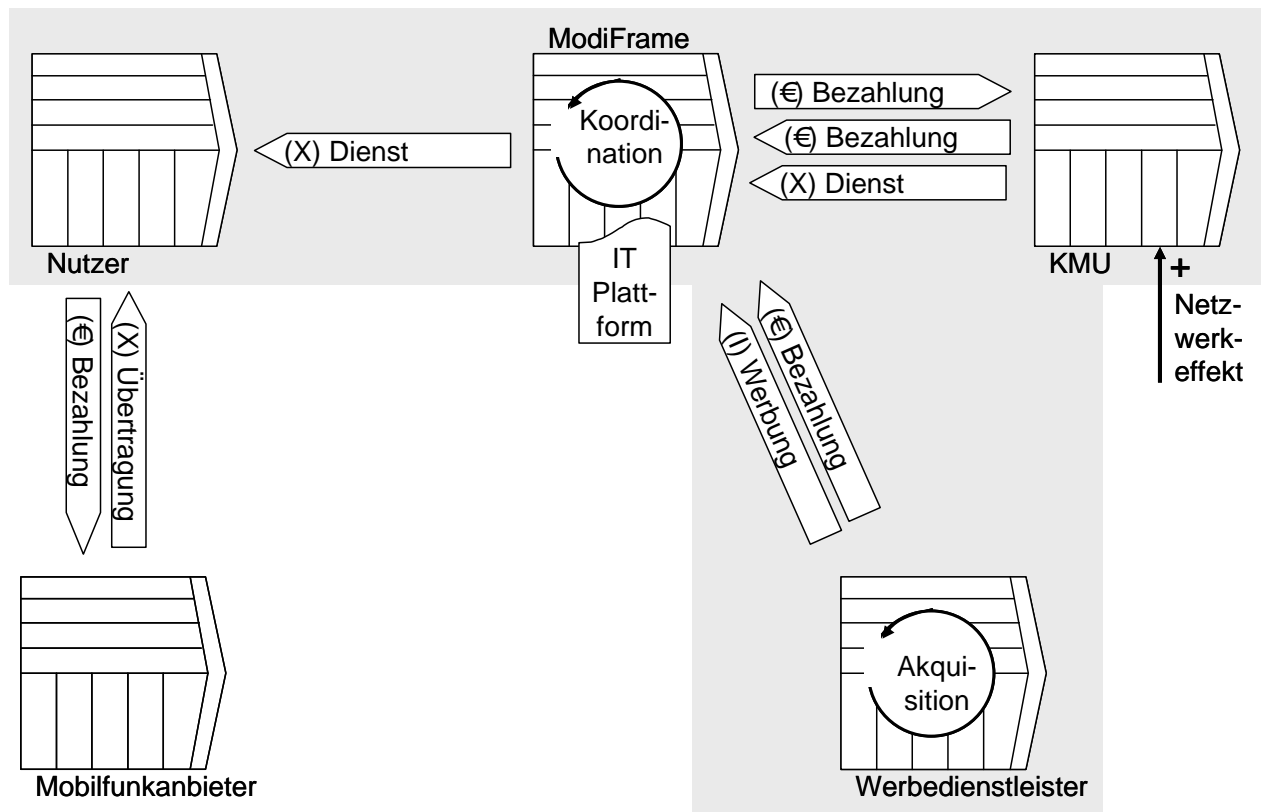 ModiFrame
Koordi-
nation
(€) Bezahlung
(€) Bezahlung
(X) Dienst
(X) Dienst
Nutzer
IT
Platt-
form
KMU
+
Netz-
werk-
effekt
(€) Bezahlung
(X) Übertragung
(I) Werbung
(€) Bezahlung
Akqui-
sition
Mobilfunkanbieter
Werbedienstleister